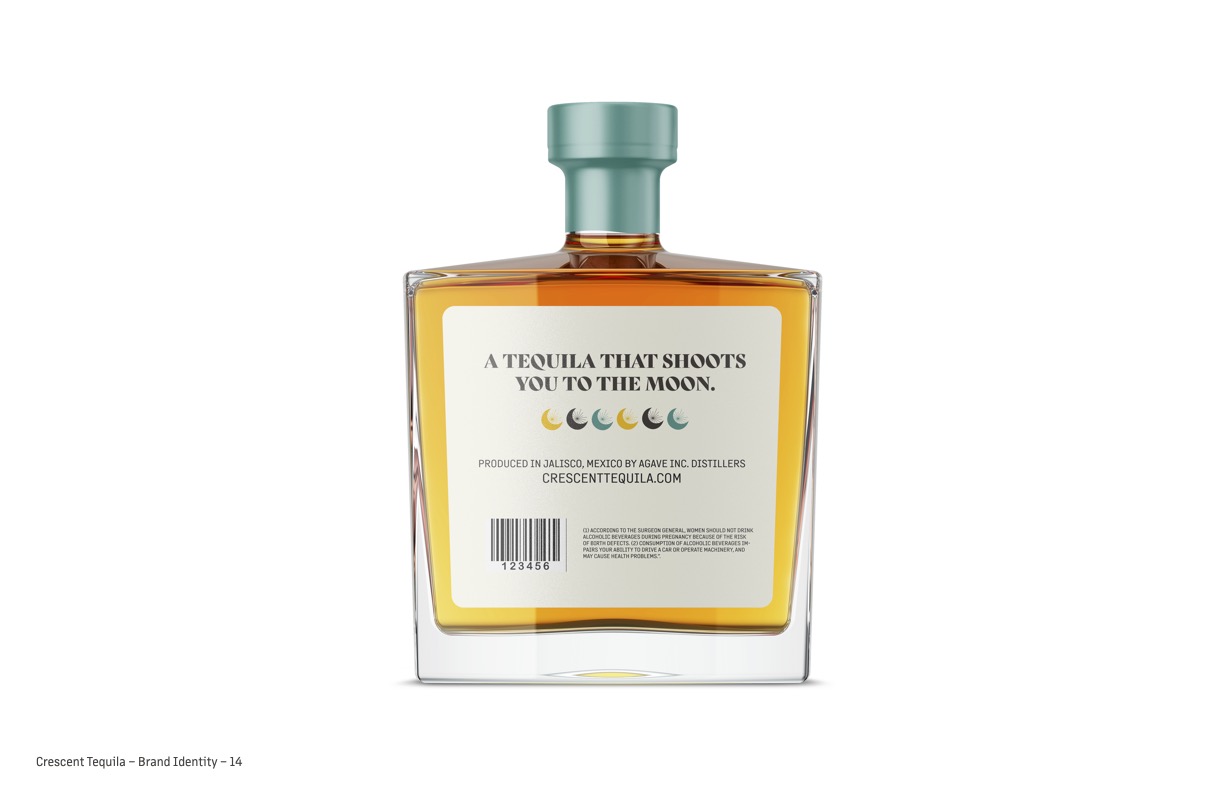 A TEQUILA THAT SHOOTS
YOU TO THE MOON.
PRODUCED IN JALISCO, MEXICO BY AGAVE INC. DISTILLERS
CRESCENTTEQUILA.COM
123456
(1) ACCORDING TO THE SURGEON GENERAL, WOMEN SHOULD NOT DRINK
ALCOHOLIC BEVERAGES DURING PREGNANCY BECAUSE OF THE RISK
OF BIRTH DEFECTS. (2) CONSUMPTION OF ALCOHOLIC BEVERAGES IM-
PAIRS YOUR ABILITY TO DRIVE A CAR OR OPERATE MACHINERY, AND
MAY CAUSE HEALTH PROBLEMS.".
Crescent Tequila – Brand Identity – 14